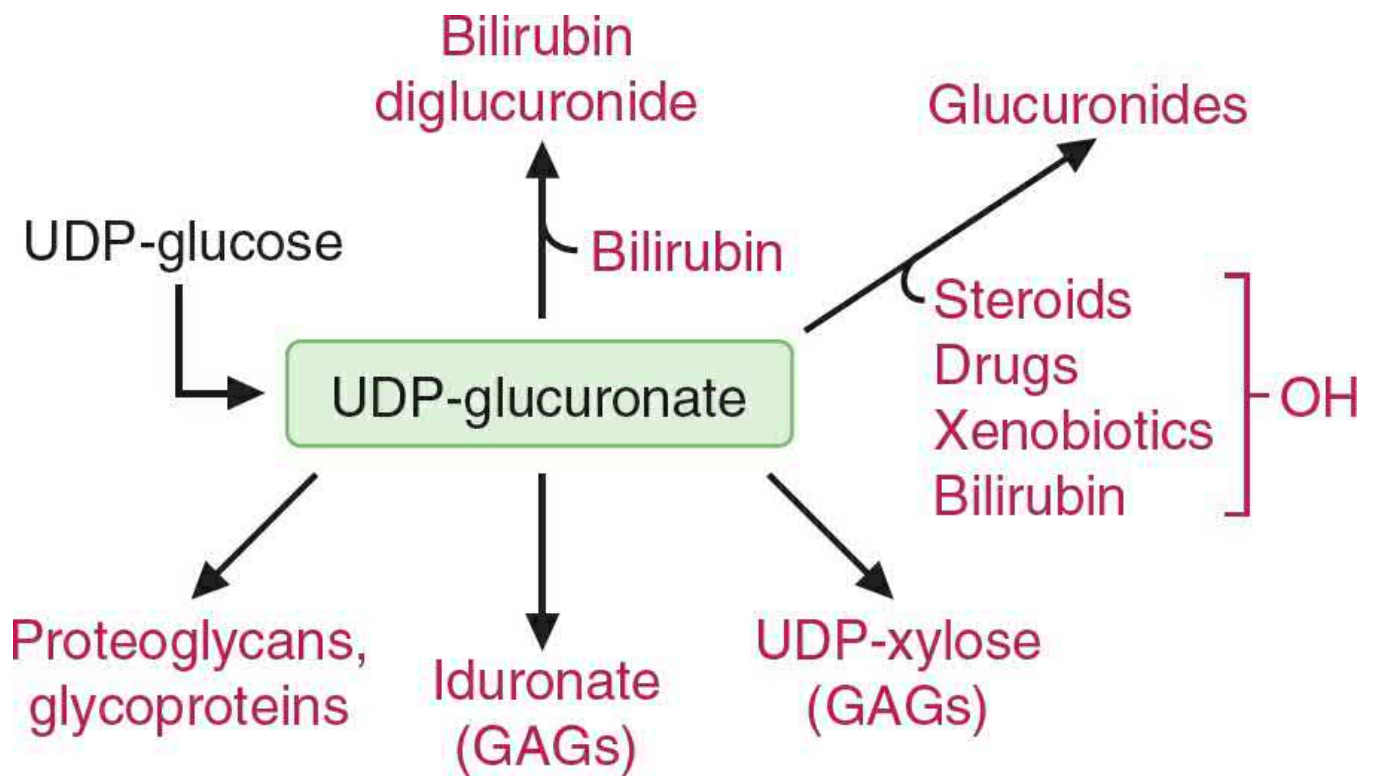 Bilirubin
diglucuronide
Glucuronides
UDP-glucose
Bilirubin
Steroids
Drugs
Xenobiotics
Bilirubin
OH
UDP-glucuronate
Proteoglycans,
glycoproteins
Iduronate
(GAGs)
UDP-xylose
(GAGs)